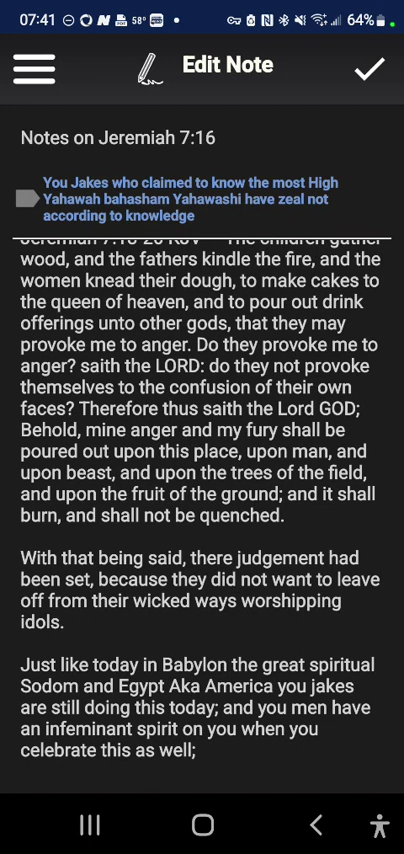 07:41
58°
64%
Edit Note
Notes on Jeremiah 7:16
You Jakes who claimed to know the most High
Yahawah bahasham Yahawashi have zeal not
according to knowledge
wood, and the fathers kindle the fire, and the
women knead their dough, to make cakes to
the queen of heaven, and to pour out drink
offerings unto other gods, that they may
provoke me to anger. Do they provoke me to
anger? saith the LORD: do they not provoke
themselves to the confusion of their own
faces? Therefore thus saith the Lord GOD;
Behold, mine anger and my fury shall be
poured out upon this place, upon man, and
upon beast, and upon the trees of the field,
and upon the fruit of the ground; and it shall
burn, and shall not be quenched.
With that being said, there judgement had
been set, because they did not want to leave
off from their wicked ways worshipping
idols.
Just like today in Babylon the great spiritual
Sodom and Egypt Aka America you jakes
are still doing this today; and you men have
an infeminant spirit on you when you
celebrate this as well;